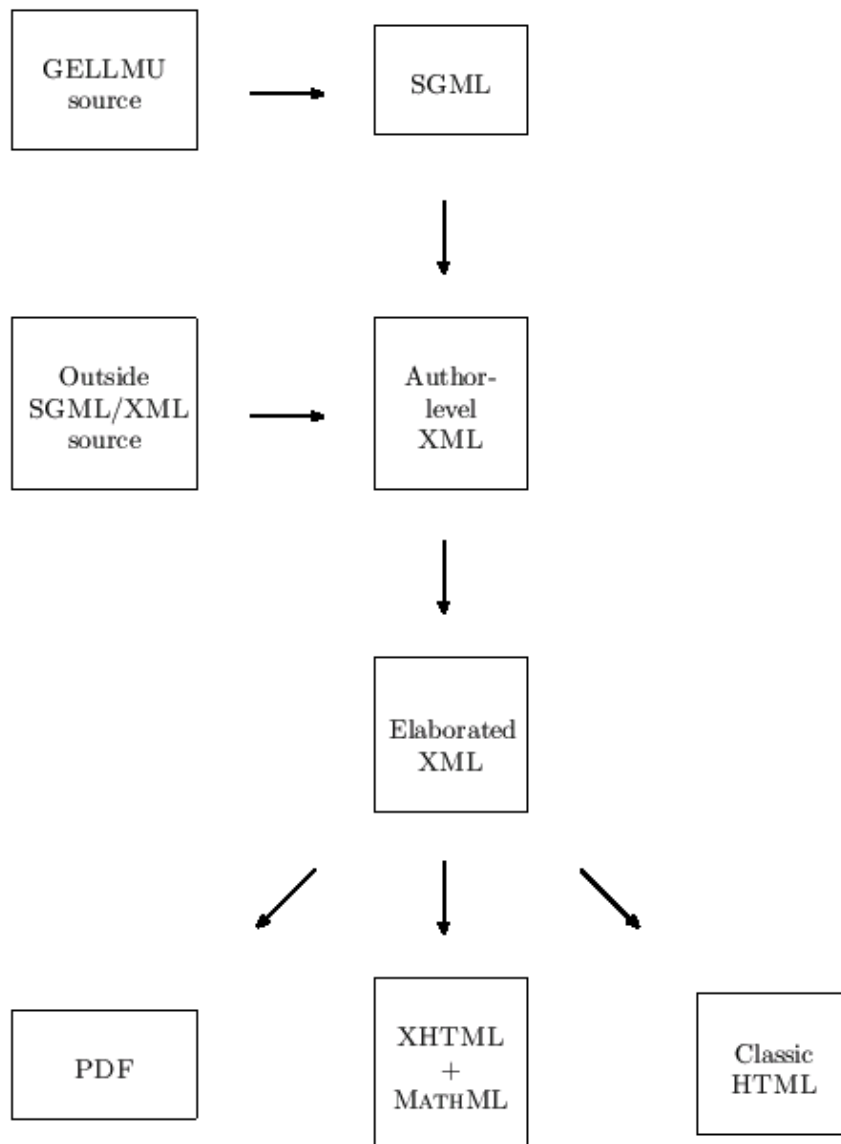 GELLMU
source
SGML
Outside
SGML/XML
source
Author-
level
XML
Elaborated
XML
PDF
XHTML
+
MATHML
Classic
HTML